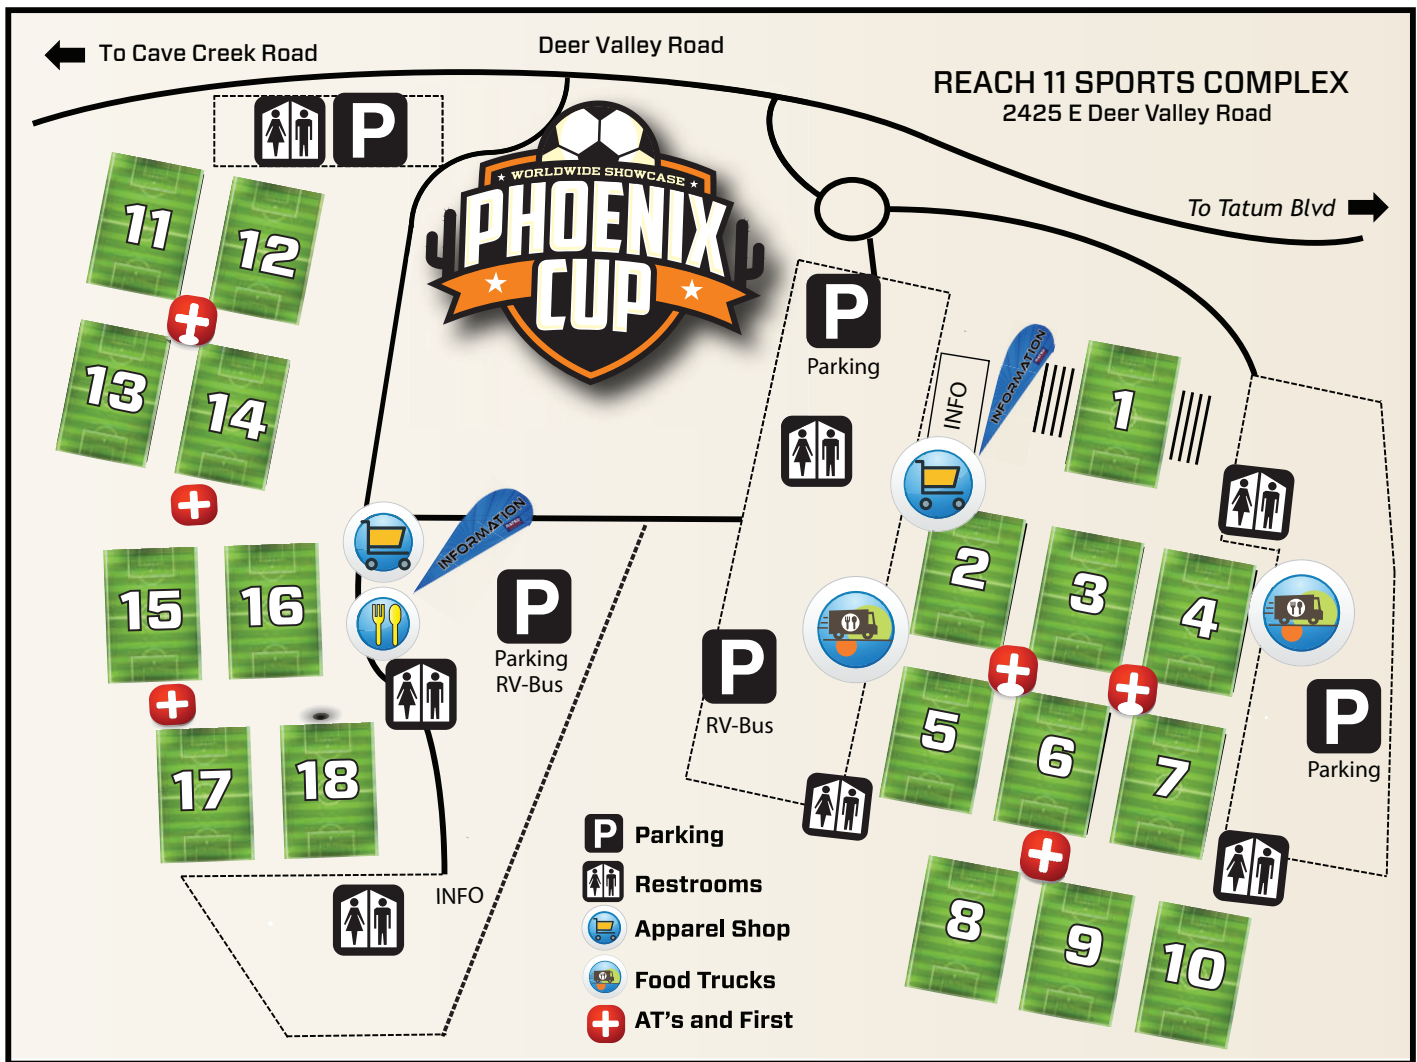 To Cave Creek Road
Deer Valley Road
REACH 11 SPORTS COMPLEX
2425 E Deer Valley Road
To Tatum Blvd
P
WORLDWIDE SHOWCASE
PHOENIX
CUP
11
12
13
14
P
Parking
INFO
INFORMATION
1
INFORMATION
2
3
4
15
16
P
Parking
RV-Bus
P
RV-Bus
5
6
7
P
Parking
17
18
P Parking
Restrooms
Apparel Shop
Food Trucks
AT's and First
INFO
8
9
10